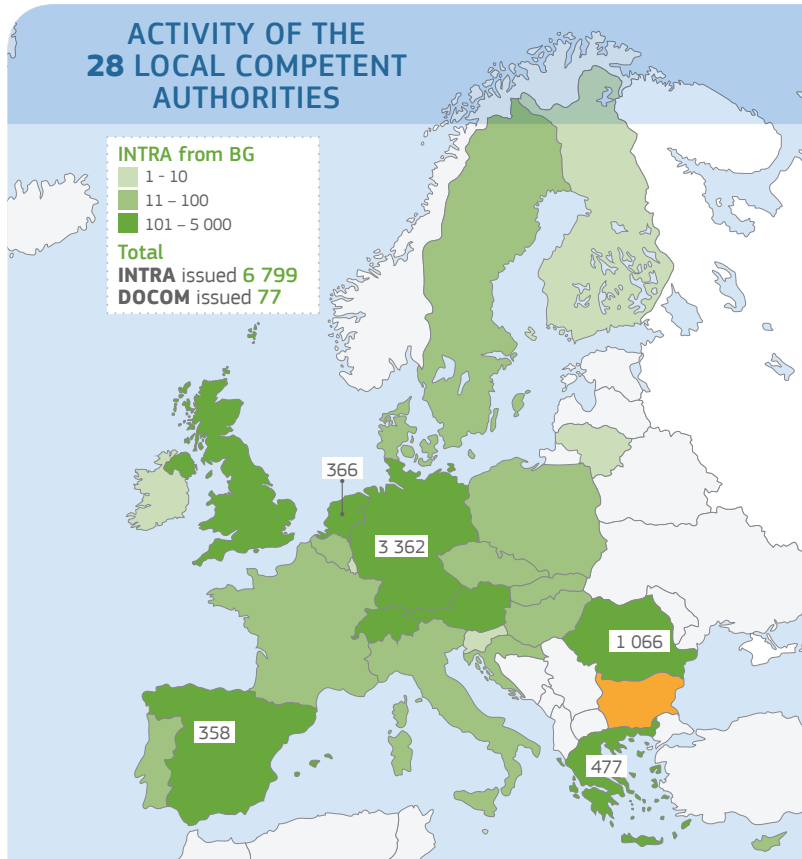 ACTIVITY OF THE
28 LOCAL COMPETENT
AUTHORITIES
INTRA from BG
1 - 10
11 – 100
101 – 5 000
Total
INTRA issued 6 799
DOCOM issued 77
366
3 362
1 066
358
477